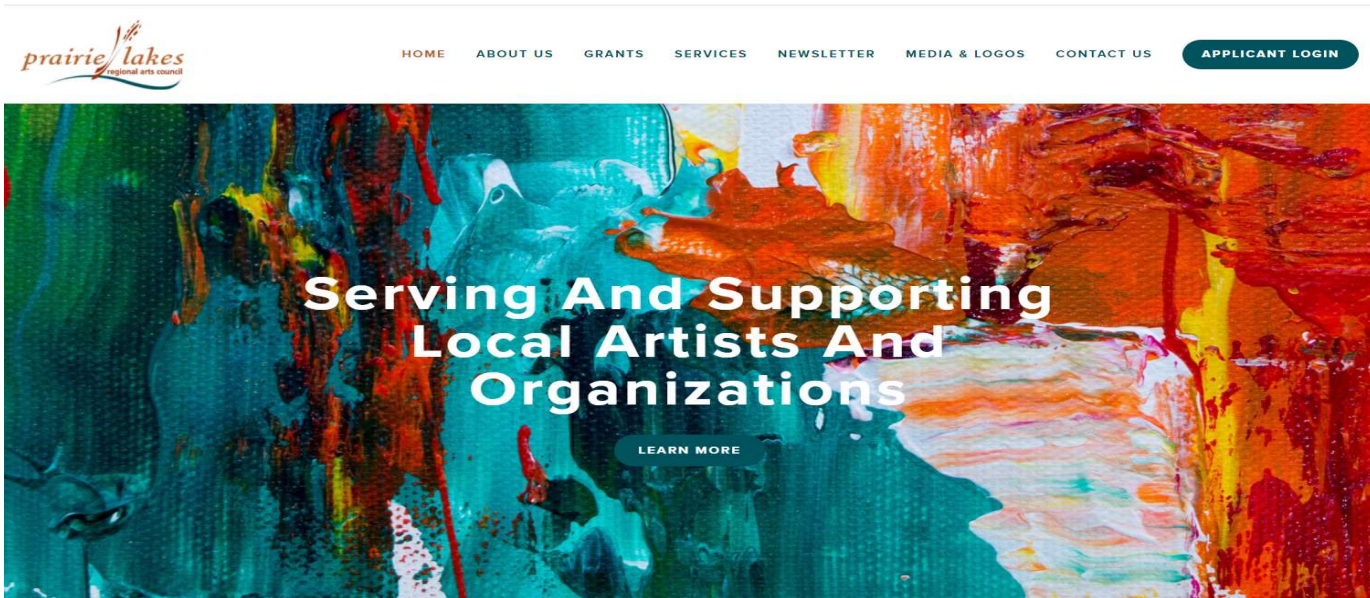 prairie lakes
regional arts council
HOME ABOUT US GRANTS SERVICES NEWSLETTER MEDIA & LOGOS CONTACT US APPLICANT LOGIN
Serving And Supporting
Local Artists And
Organizations
LEARN MORE